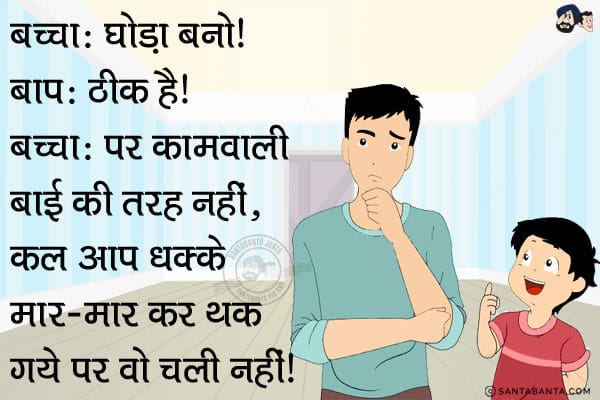 बच्चा: घोड़ा बनो!
बाप: ठीक है!
बच्चा: पर कामवाली
बाई की तरह नहीं,
कल आप धक्के
मार-मार कर थक
गये पर वो चली नहीं!
© SANTABANTA.COM